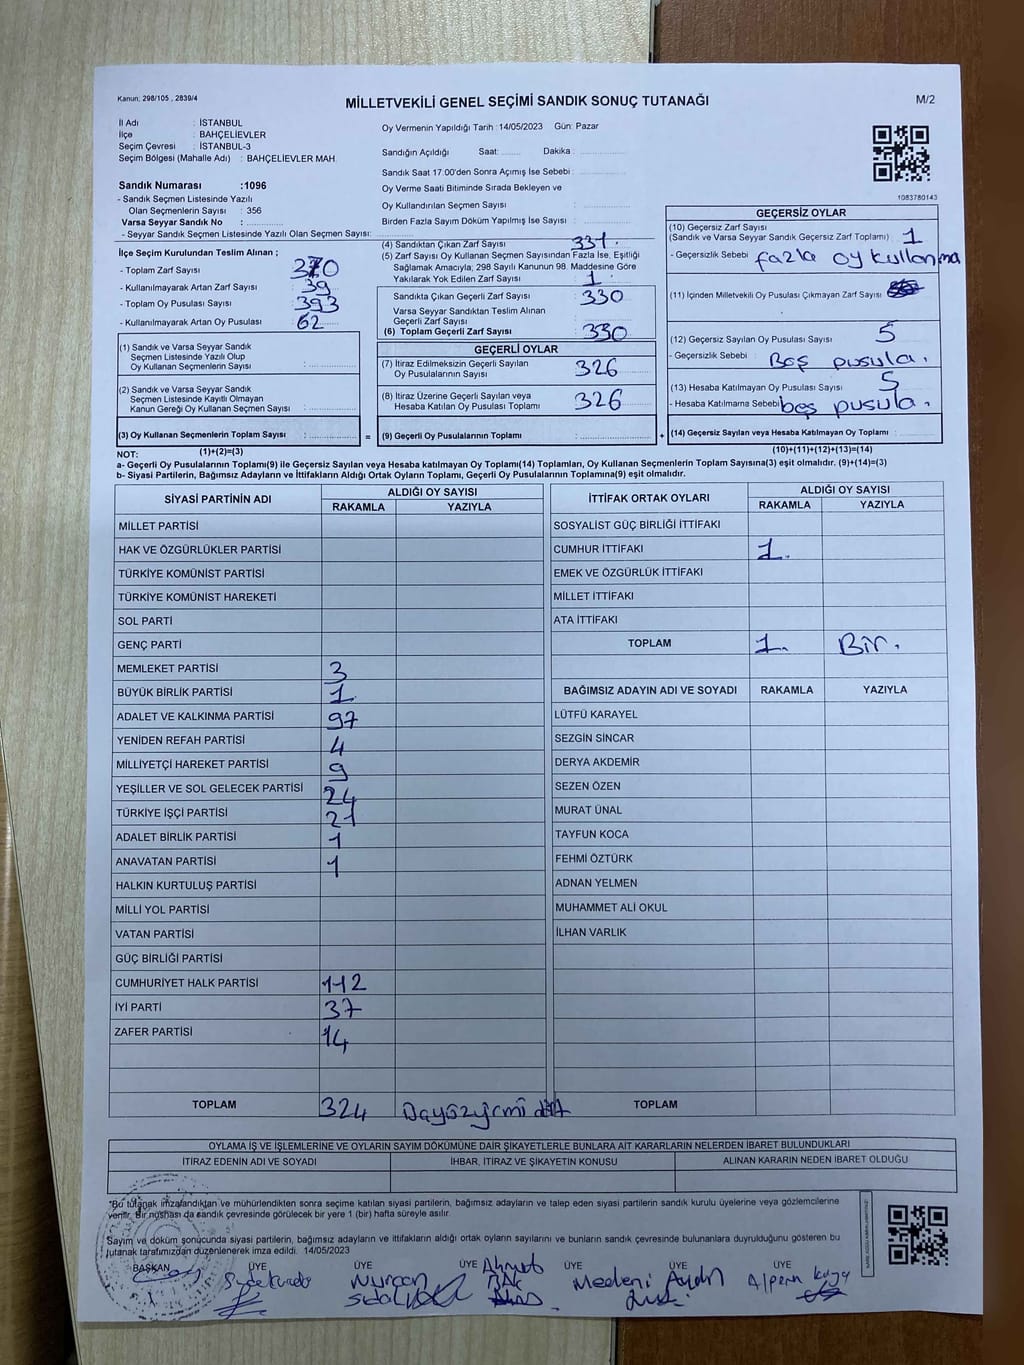 Kanun; 298/105 , 2839/4
MİLLETVEKİLİ GENEL SEÇİMİ SANDIK SONUÇ TUTANAĞI
M/2
İl Adı : İSTANBUL
İlçe : BAHÇELİEVLER
Seçim Çevresi : İSTANBUL-3
Seçim Bölgesi (Mahalle Adı) : BAHÇELİEVLER MAH.
Oy Vermenin Yapıldığı Tarih :14/05/2023 Gün: Pazar
Sandığın Açıldığı Saat:........ Dakika :
Sandık Saat 17:00'den Sonra Açımış İse Sebebi :
Oy Verme Saati Bitiminde Sırada Bekleyen ve
Oy Kullandırılan Seçmen Sayısı :
Birden Fazla Sayım Döküm Yapılmış İse Sayısı :
1083780143
Sandık Numarası :1096
- Sandık Seçmen Listesinde Yazılı
Olan Seçmenlerin Sayısı : 356
Varsa Seyyar Sandık No :
- Seyyar Sandık Seçmen Listesinde Yazılı Olan Seçmen Sayısı:
İlçe Seçim Kurulundan Teslim Alınan ;
- Toplam Zarf Sayısı 370
- Kullanılmayarak Artan Zarf Sayısı 39
- Toplam Oy Pusulası Sayısı 393
- Kullanılmayarak Artan Oy Pusulası 62
(1) Sandık ve Varsa Seyyar Sandık
Seçmen Listesinde Yazılı Olup
Oy Kullanan Seçmenlerin Sayısı :
(2) Sandık ve Varsa Seyyar Sandık
Seçmen Listesinde Kayıtlı Olmayan
Kanun Gereği Oy Kullanan Seçmen Sayısı :
(3) Oy Kullanan Seçmenlerin Toplam Sayısı :
(4) Sandıktan Çıkan Zarf Sayısı 331.
(5) Zarf Sayısı Oy Kullanan Seçmen Sayısından Fazla İse, Eşitliği
Sağlamak Amacıyla; 298 Sayılı Kanunun 98. Maddesine Göre
Yakılarak Yok Edilen Zarf Sayısı 1
Sandıkta Çıkan Geçerli Zarf Sayısı : 330
Varsa Seyyar Sandıktan Teslim Alınan
Geçerli Zarf Sayısı :
(6) Toplam Geçerli Zarf Sayısı : 330
GEÇERLİ OYLAR
(7) İtiraz Edilmeksizin Geçerli Sayılan
Oy Pusulalarının Sayısı : 326
(8) İtiraz Üzerine Geçerli Sayılan veya
Hesaba Katılan Oy Pusulası Toplamı : 326
= (9) Geçerli Oy Pusulalarının Toplamı : +
GEÇERSİZ OYLAR
(10) Geçersiz Zarf Sayısı
(Sandık ve Varsa Seyyar Sandık Geçersiz Zarf Toplamı) : 1
- Geçersizlik Sebebi : fazla oy kullanma
(11) İçinden Milletvekili Oy Pusulası Çıkmayan Zarf Sayısı :
(12) Geçersiz Sayılan Oy Pusulası Sayısı : 5
- Geçersizlik Sebebi : Boş pusula.
(13) Hesaba Katılmayan Oy Pusulası Sayısı : 5
- Hesaba Katılmama Sebebi : boş pusula.
(14) Geçersiz Sayılan veya Hesaba Katılmayan Oy Toplamı :
NOT: (1)+(2)=(3)
(10)+(11)+(12)+(13)=(14)
a- Geçerli Oy Pusulalarının Toplamı(9) ile Geçersiz Sayılan veya Hesaba katılmayan Oy Toplamı(14) Toplamları, Oy Kullanan Seçmenlerin Toplam Sayısına(3) eşit olmalıdır. (9)+(14)=(3)
b- Siyasi Partilerin, Bağımsız Adayların ve İttifakların Aldığı Ortak Oyların Toplamı, Geçerli Oy Pusulalarının Toplamına(9) eşit olmalıdır.
SİYASİ PARTİNİN ADI ALDIĞI OY SAYISI
RAKAMLA YAZIYLA
MİLLET PARTİSİ
HAK VE ÖZGÜRLÜKLER PARTİSİ
TÜRKİYE KOMÜNİST PARTİSİ
TÜRKİYE KOMÜNİST HAREKETİ
SOL PARTİ
GENÇ PARTİ
MEMLEKET PARTİSİ 3
BÜYÜK BİRLİK PARTİSİ 1
ADALET VE KALKINMA PARTİSİ 97
YENİDEN REFAH PARTİSİ 4
MİLLİYETÇİ HAREKET PARTİSİ 9
YEŞİLLER VE SOL GELECEK PARTİSİ 24
TÜRKİYE İŞÇİ PARTİSİ 21
ADALET BİRLİK PARTİSİ 1
ANAVATAN PARTİSİ 1
HALKIN KURTULUŞ PARTİSİ
MİLLİ YOL PARTİSİ
VATAN PARTİSİ
GÜÇ BİRLİĞİ PARTİSİ
CUMHURİYET HALK PARTİSİ 112
İYİ PARTİ 37
ZAFER PARTİSİ 14
TOPLAM 324
İTTİFAK ORTAK OYLARI ALDIĞI OY SAYISI
RAKAMLA YAZIYLA
SOSYALİST GÜÇ BİRLİĞİ İTTİFAKI
CUMHUR İTTİFAKI 1.
EMEK VE ÖZGÜRLÜK İTTİFAKI
MİLLET İTTİFAKI
ATA İTTİFAKI
TOPLAM 1. Bir.
BAĞIMSIZ ADAYIN ADI VE SOYADI RAKAMLA YAZIYLA
LÜTFÜ KARAYEL
SEZGİN SİNCAR
DERYA AKDEMİR
SEZEN ÖZEN
MURAT ÜNAL
TAYFUN KOCA
FEHMİ ÖZTÜRK
ADNAN YELMEN
MUHAMMET ALİ OKUL
İLHAN VARLIK
TOPLAM
OYLAMA İŞ VE İŞLEMLERİNE VE OYLARIN SAYIM DÖKÜMÜNE DAİR ŞİKAYETLERLE BUNLARA AİT KARARLARIN NELERDEN İBARET BULUNDUKLARI
İTİRAZ EDENİN ADI VE SOYADI İHBAR, İTİRAZ VE ŞİKAYETİN KONUSU ALINAN KARARIN NEDEN İBARET OLDUĞU
*Bu tutanak imzalandıktan ve mühürlendikten sonra seçime katılan siyasi partilerin, bağımsız adayların ve talep eden siyasi partilerin sandık kurulu üyelerine veya gözlemcilerine
verilir. Bir nüshası da sandık çevresinde görülecek bir yere 1 (bir) hafta süreyle asılır.
Sayım ve döküm sonucunda siyasi partilerin, bağımsız adayların ve ittifakların aldığı ortak oyların sayılarını ve bunların sandık çevresinde bulunanlara duyrulduğunu gösteren bu
tutanak tarafımızdan düzenlenerek imza edildi. 14/05/2023
BAŞKAN ÜYE ÜYE ÜYE ÜYE ÜYE
Nurcan Ahmet Medeni Aydın Alperen Kaya